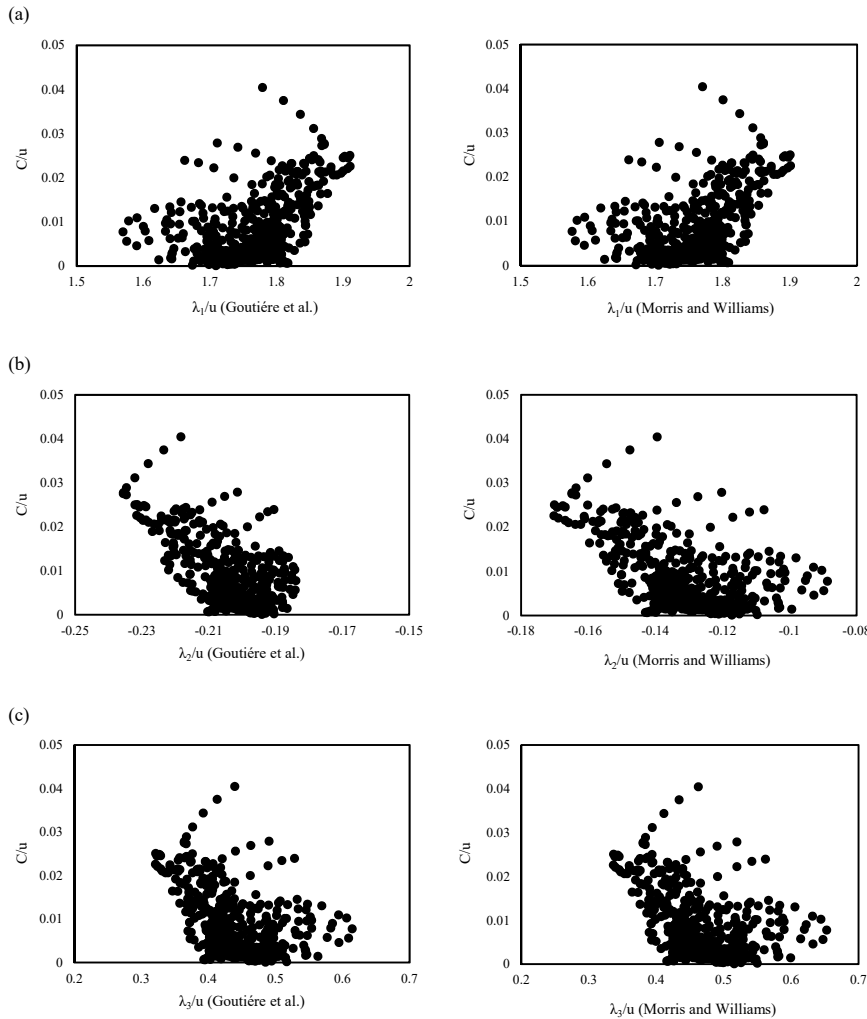 (a)
0.05
0.04
0.03
0.02
0.01
0
C/u
1.5 1.6 1.7 1.8 1.9 2
λ₁/u (Goutiére et al.)
0.05
0.04
0.03
0.02
0.01
0
C/u
1.5 1.6 1.7 1.8 1.9 2
λ₁/u (Morris and Williams)
(b)
0.05
0.04
0.03
0.02
0.01
0
C/u
-0.25 -0.23 -0.21 -0.19 -0.17 -0.15
λ₂/u (Goutiére et al.)
0.05
0.04
0.03
0.02
0.01
0
C/u
-0.18 -0.16 -0.14 -0.12 -0.1 -0.08
λ₂/u (Morris and Williams)
(c)
0.05
0.04
0.03
0.02
0.01
0
C/u
0.2 0.3 0.4 0.5 0.6 0.7
λ₃/u (Goutiére et al.)
0.05
0.04
0.03
0.02
0.01
0
C/u
0.2 0.3 0.4 0.5 0.6 0.7
λ₃/u (Morris and Williams)